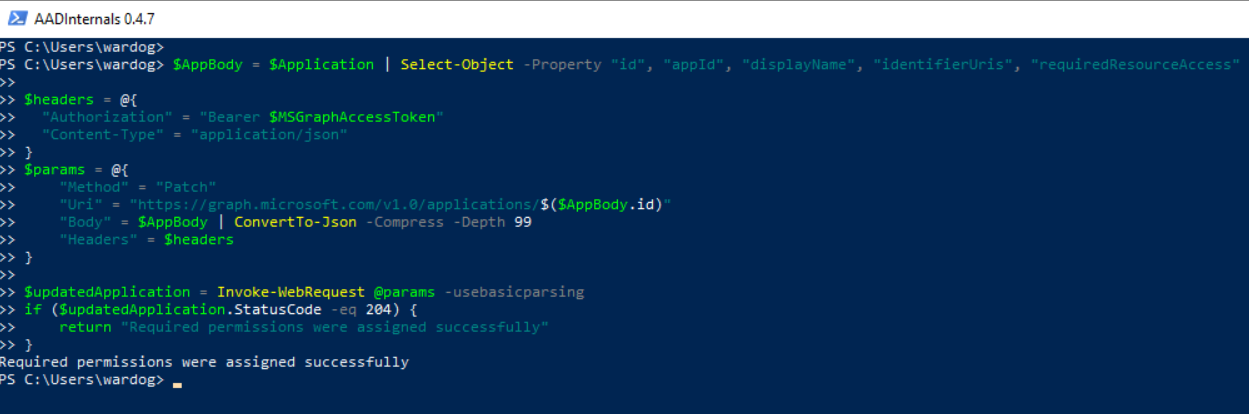 AADInternals 0.4.7
PS C:\Users\wardog>
PS C:\Users\wardog> $AppBody = $Application | Select-Object -Property "id", "appId", "displayName", "identifierUris", "requiredResourceAccess"
>>
>> $headers = @{
>>   "Authorization" = "Bearer $MSGraphAccessToken"
>>   "Content-Type" = "application/json"
>> }
>> $params = @{
>>     "Method" = "Patch"
>>     "Uri" = "https://graph.microsoft.com/v1.0/applications/$($AppBody.id)"
>>     "Body" = $AppBody | ConvertTo-Json -Compress -Depth 99
>>     "Headers" = $headers
>> }
>>
>> $updatedApplication = Invoke-WebRequest @params -usebasicparsing
>> if ($updatedApplication.StatusCode -eq 204) {
>>     return "Required permissions were assigned successfully"
>> }
Required permissions were assigned successfully
PS C:\Users\wardog>